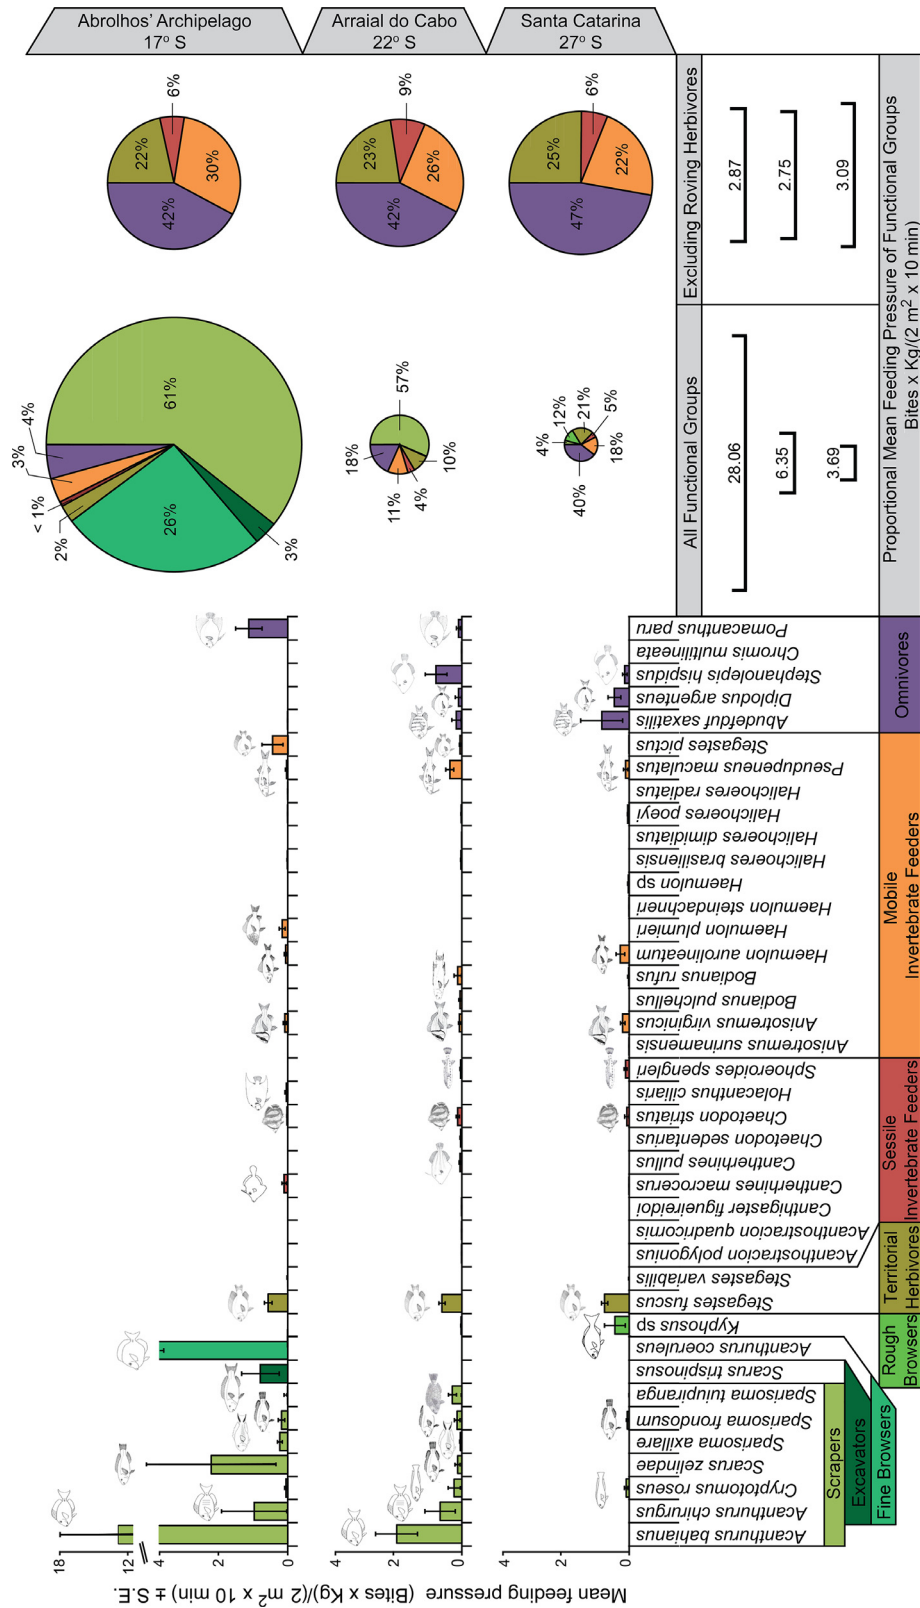 Abrolhos' Archipelago
17º S
Arraial do Cabo
22º S
Santa Catarina
27º S
42%
22%
6%
30%
42%
23%
9%
26%
47%
25%
6%
22%
4%
3%
< 1%
2%
26%
3%
61%
18%
11%
4%
10%
57%
4%
12%
21%
5%
18%
40%
All Functional Groups
Excluding Roving Herbivores
28.06
2.87
6.35
2.75
3.69
3.09
Proportional Mean Feeding Pressure of Functional Groups
Bites x Kg/(2 m² x 10 min)
Mean feeding pressure (Bites x Kg)/(2 m² x 10 min) ± S.E.
18
12
4
2
0
4
2
0
4
2
0
Acanthurus bahianus
Acanthurus chirurgus
Cryptotomus roseus
Scarus zelindae
Sparisoma axillare
Sparisoma frondosum
Sparisoma tuiupiranga
Scarus trispinosus
Acanthurus coeruleus
Kyphosus sp
Stegastes fuscus
Stegastes variabilis
Acanthostracion polygonius
Acanthostracion quadricornis
Canthigaster figueiredoi
Cantherhines macrocerus
Cantherhines pullus
Chaetodon sedentarius
Chaetodon striatus
Holacanthus ciliaris
Sphoeroides spengleri
Anisotremus surinamensis
Anisotremus virginicus
Bodianus pulchellus
Bodianus rufus
Haemulon aurolineatum
Haemulon plumieri
Haemulon steindachneri
Haemulon sp
Halichoeres brasiliensis
Halichoeres dimidiatus
Halichoeres poeyi
Halichoeres radiatus
Pseudupeneus maculatus
Stegastes pictus
Abudefduf saxatilis
Diplodus argenteus
Stephanolepis hispidus
Chromis multilineata
Pomacanthus paru
Scrapers
Excavators
Fine Browsers
Rough
Browsers
Territorial
Herbivores
Sessile
Invertebrate Feeders
Mobile
Invertebrate Feeders
Omnivores